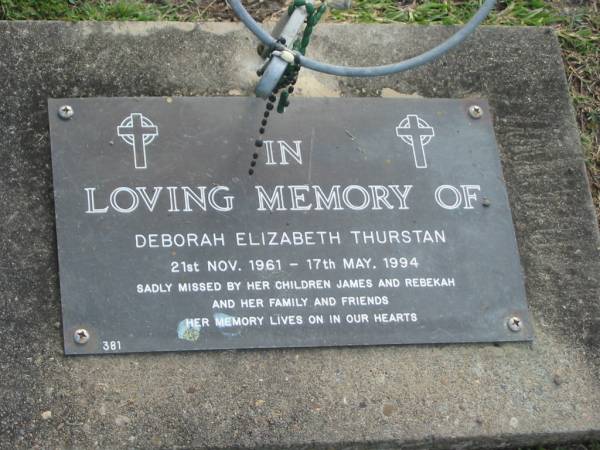 IN
LOVING MEMORY OF
DEBORAH ELIZABETH THURSTAN
21st NOV. 1961 - 17th MAY. 1994
SADLY MISSED BY HER CHILDREN JAMES AND REBEKAH
AND HER FAMILY AND FRIENDS
HER MEMORY LIVES ON IN OUR HEARTS
381